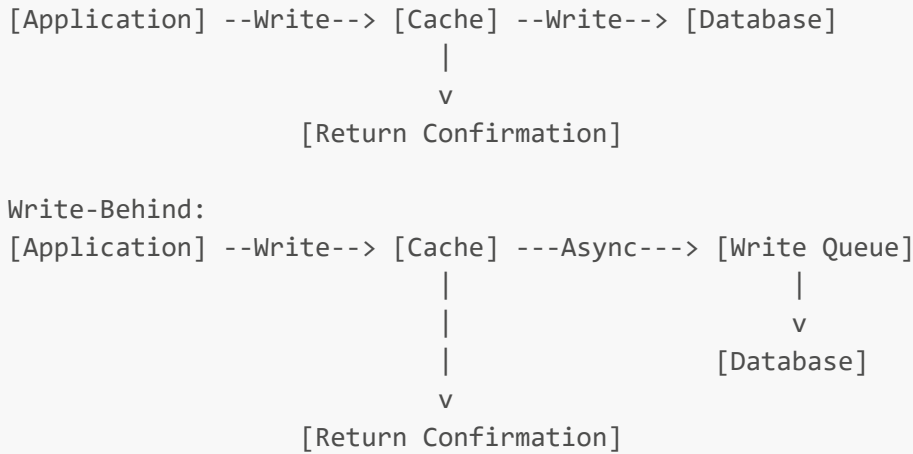 [Application] --Write--> [Cache] --Write--> [Database]
                            |
                            v
                   [Return Confirmation]

Write-Behind:
[Application] --Write--> [Cache] ---Async---> [Write Queue]
                            |                      |
                            |                      v
                            |                 [Database]
                            v
                   [Return Confirmation]